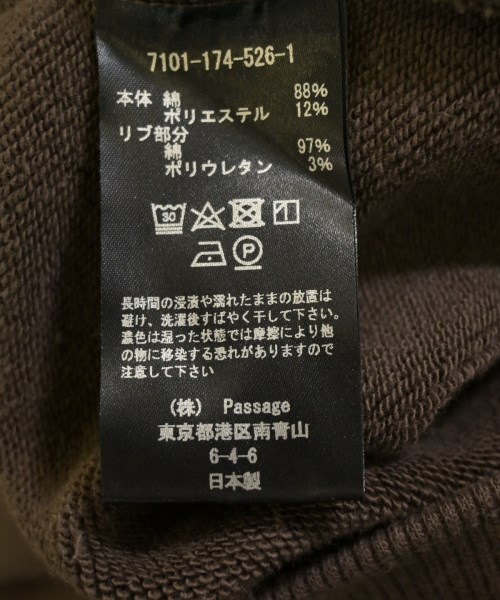 7101-174-526-1
本体 綿 88%
ポリエステル 12%
リブ部分
綿 97%
ポリウレタン 3%
30
P
長時間の浸漬や濡れたままの放置は
避け、洗濯後すばやく干して下さい。
濃色は湿った状態では摩擦により他
の物に移染する恐れがありますので
注意して下さい
(株) Passage
東京都港区南青山
6-4-6
日本製